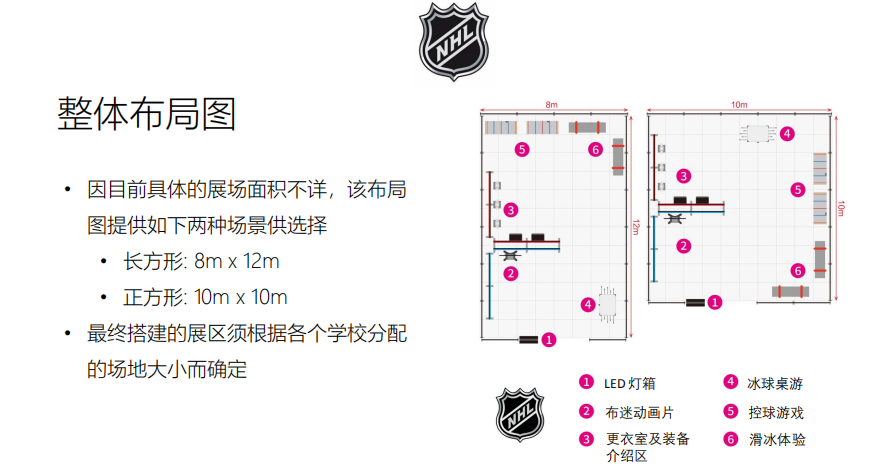 NHL
整体布局图
• 因目前具体的展场面积不详，该布局
图提供如下两种场景供选择
• 长方形: 8m x 12m
• 正方形: 10m x 10m
• 最终搭建的展区须根据各个学校分配
的场地大小而确定
8m
12m
5
6
3
2
4
1
10m
10m
4
3
5
2
6
1
NHL
1 LED 灯箱
2 布迷动画片
3 更衣室及装备
介绍区
4 冰球桌游
5 控球游戏
6 滑冰体验